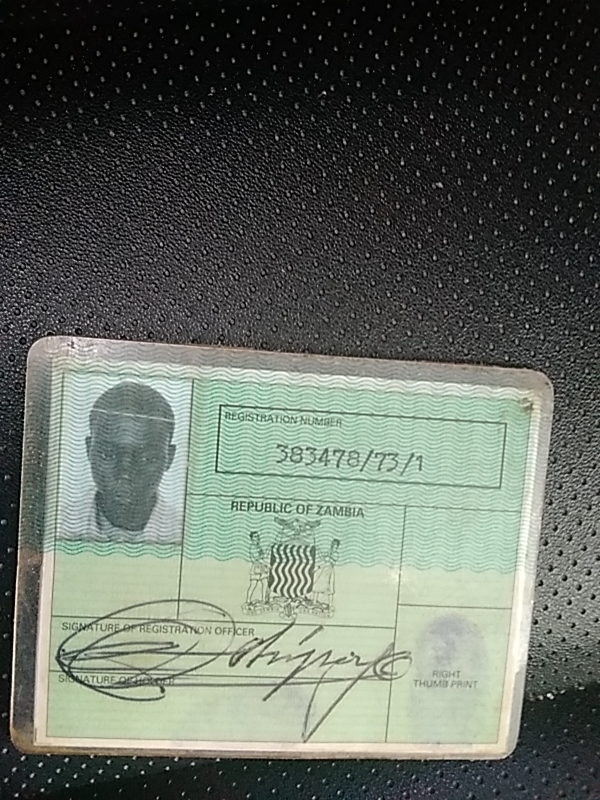 REGISTRATION NUMBER
383478/73/1
REPUBLIC OF ZAMBIA
SIGNATURE OF REGISTRATION OFFICER
SIGNATURE OF HOLDER
RIGHT
THUMB PRINT